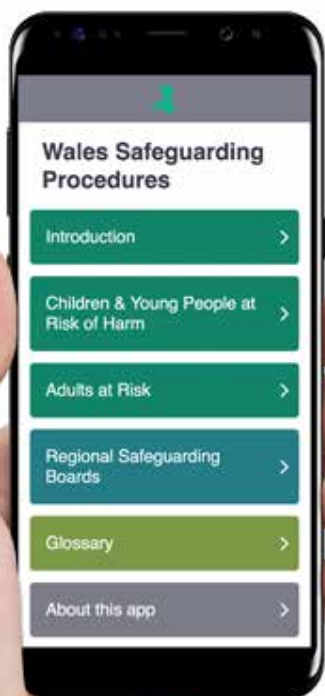 Wales Safeguarding
Procedures
Introduction
Children & Young People at
Risk of Harm
Adults at Risk
Regional Safeguarding
Boards
Glossary
About this app